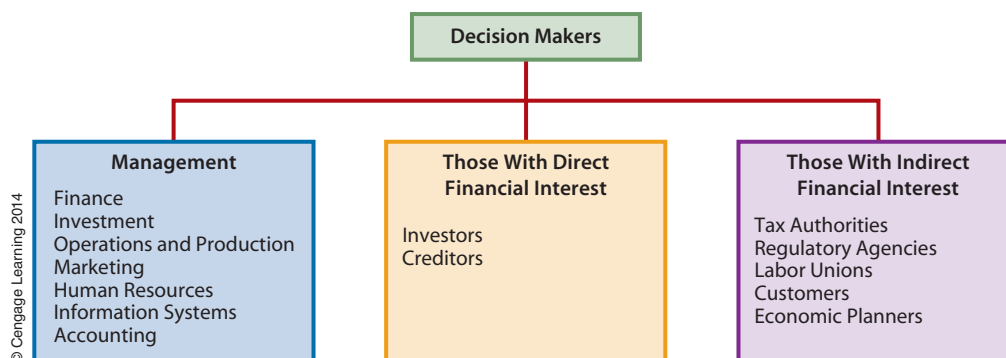 Decision Makers
Management
Finance
Investment
Operations and Production
Marketing
Human Resources
Information Systems
Accounting
Those With Direct
Financial Interest
Investors
Creditors
Those With Indirect
Financial Interest
Tax Authorities
Regulatory Agencies
Labor Unions
Customers
Economic Planners
© Cengage Learning 2014